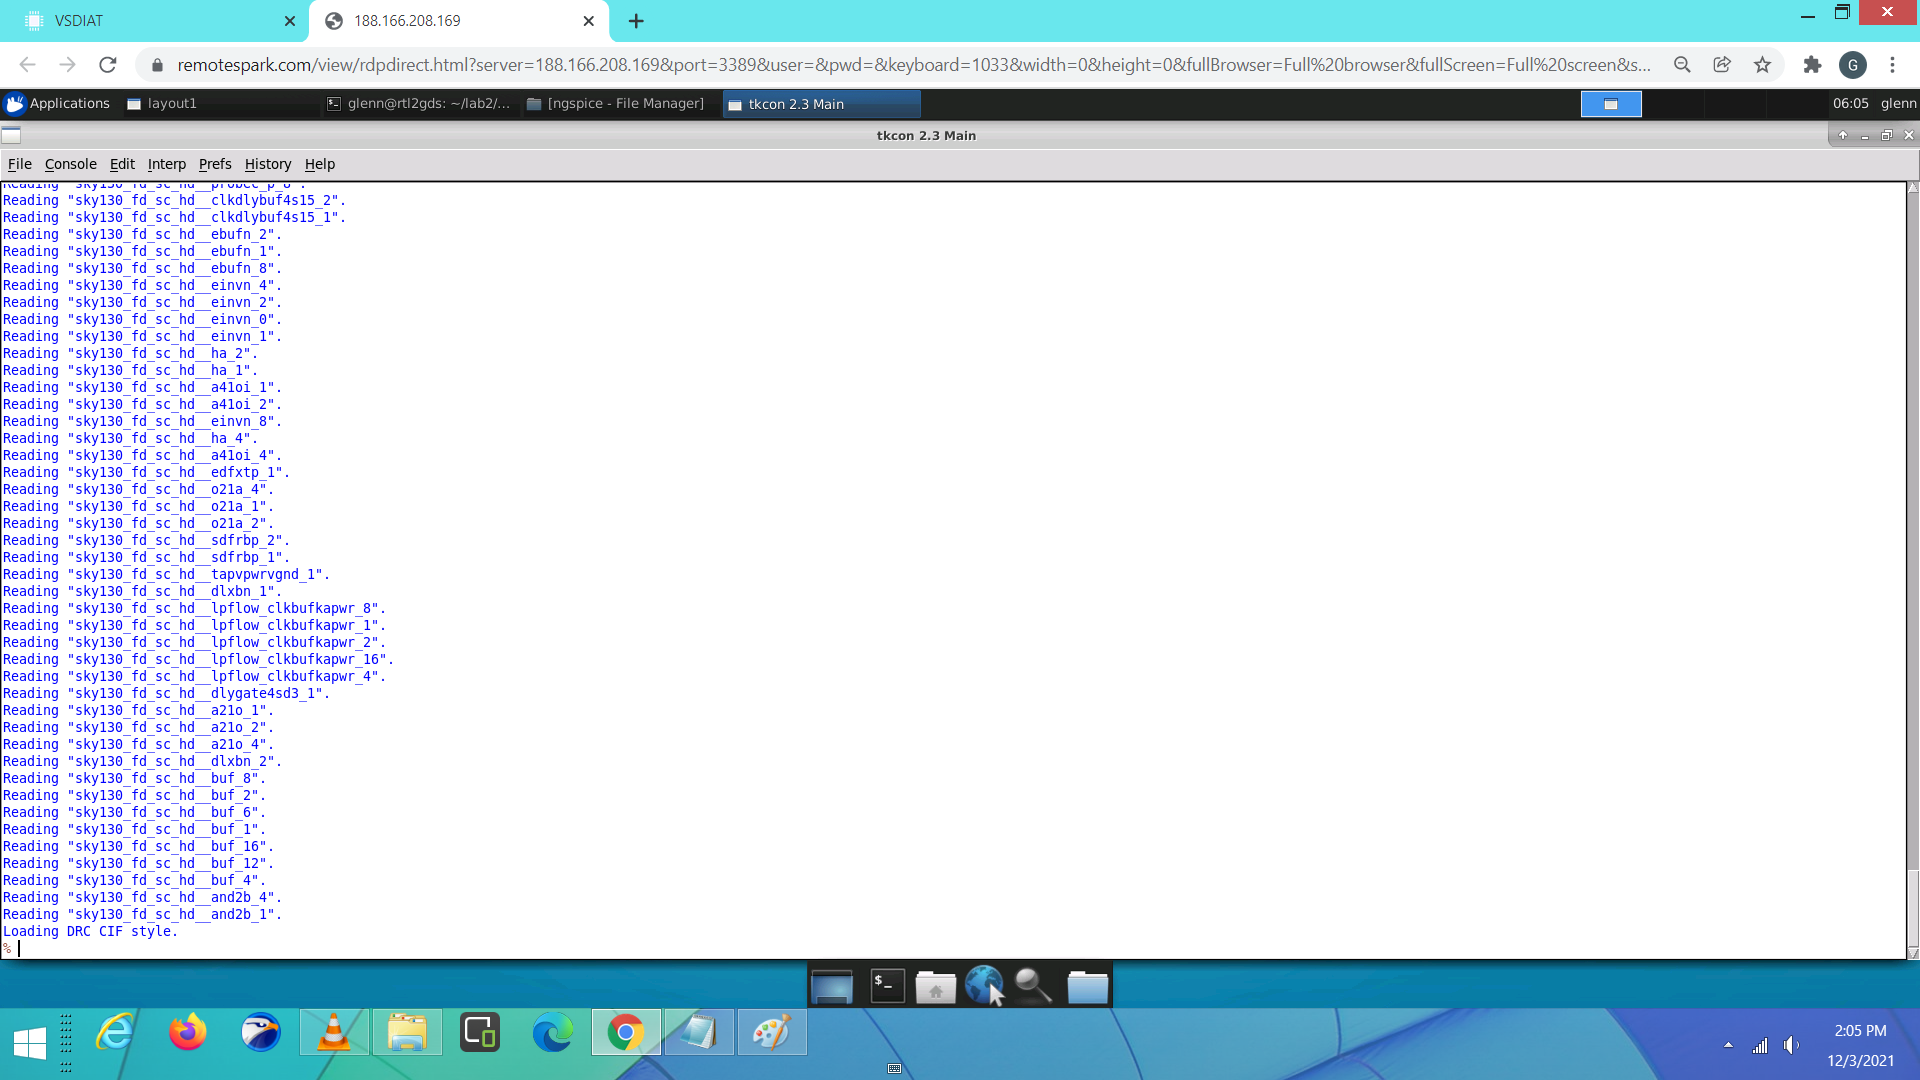 VSDIAT
188.166.208.169
remotespark.com/view/rdpdirect.html?server=188.166.208.169&port=3389&user=&pwd=&keyboard=1033&width=0&height=0&fullBrowser=Full%20browser&fullScreen=Full%20screen&s...
G
Applications layout1 glenn@rtl2gds: ~/lab2/... [ngspice - File Manager] tkcon 2.3 Main 06:05 glenn
tkcon 2.3 Main
File Console Edit Interp Prefs History Help
Reading "sky130_fd_sc_hd__probec_p_8".
Reading "sky130_fd_sc_hd__clkdlybuf4s15_2".
Reading "sky130_fd_sc_hd__clkdlybuf4s15_1".
Reading "sky130_fd_sc_hd__ebufn_2".
Reading "sky130_fd_sc_hd__ebufn_1".
Reading "sky130_fd_sc_hd__ebufn_8".
Reading "sky130_fd_sc_hd__einvn_4".
Reading "sky130_fd_sc_hd__einvn_2".
Reading "sky130_fd_sc_hd__einvn_0".
Reading "sky130_fd_sc_hd__einvn_1".
Reading "sky130_fd_sc_hd__ha_2".
Reading "sky130_fd_sc_hd__ha_1".
Reading "sky130_fd_sc_hd__a41oi_1".
Reading "sky130_fd_sc_hd__a41oi_2".
Reading "sky130_fd_sc_hd__einvn_8".
Reading "sky130_fd_sc_hd__ha_4".
Reading "sky130_fd_sc_hd__a41oi_4".
Reading "sky130_fd_sc_hd__edfxtp_1".
Reading "sky130_fd_sc_hd__o21a_4".
Reading "sky130_fd_sc_hd__o21a_1".
Reading "sky130_fd_sc_hd__o21a_2".
Reading "sky130_fd_sc_hd__sdfrbp_2".
Reading "sky130_fd_sc_hd__sdfrbp_1".
Reading "sky130_fd_sc_hd__tapvpwrvgnd_1".
Reading "sky130_fd_sc_hd__dlxbn_1".
Reading "sky130_fd_sc_hd__lpflow_clkbufkapwr_8".
Reading "sky130_fd_sc_hd__lpflow_clkbufkapwr_1".
Reading "sky130_fd_sc_hd__lpflow_clkbufkapwr_2".
Reading "sky130_fd_sc_hd__lpflow_clkbufkapwr_16".
Reading "sky130_fd_sc_hd__lpflow_clkbufkapwr_4".
Reading "sky130_fd_sc_hd__dlygate4sd3_1".
Reading "sky130_fd_sc_hd__a21o_1".
Reading "sky130_fd_sc_hd__a21o_2".
Reading "sky130_fd_sc_hd__a21o_4".
Reading "sky130_fd_sc_hd__dlxbn_2".
Reading "sky130_fd_sc_hd__buf_8".
Reading "sky130_fd_sc_hd__buf_2".
Reading "sky130_fd_sc_hd__buf_6".
Reading "sky130_fd_sc_hd__buf_1".
Reading "sky130_fd_sc_hd__buf_16".
Reading "sky130_fd_sc_hd__buf_12".
Reading "sky130_fd_sc_hd__buf_4".
Reading "sky130_fd_sc_hd__and2b_4".
Reading "sky130_fd_sc_hd__and2b_1".
Loading DRC CIF style.
%
$_
2:05 PM
12/3/2021